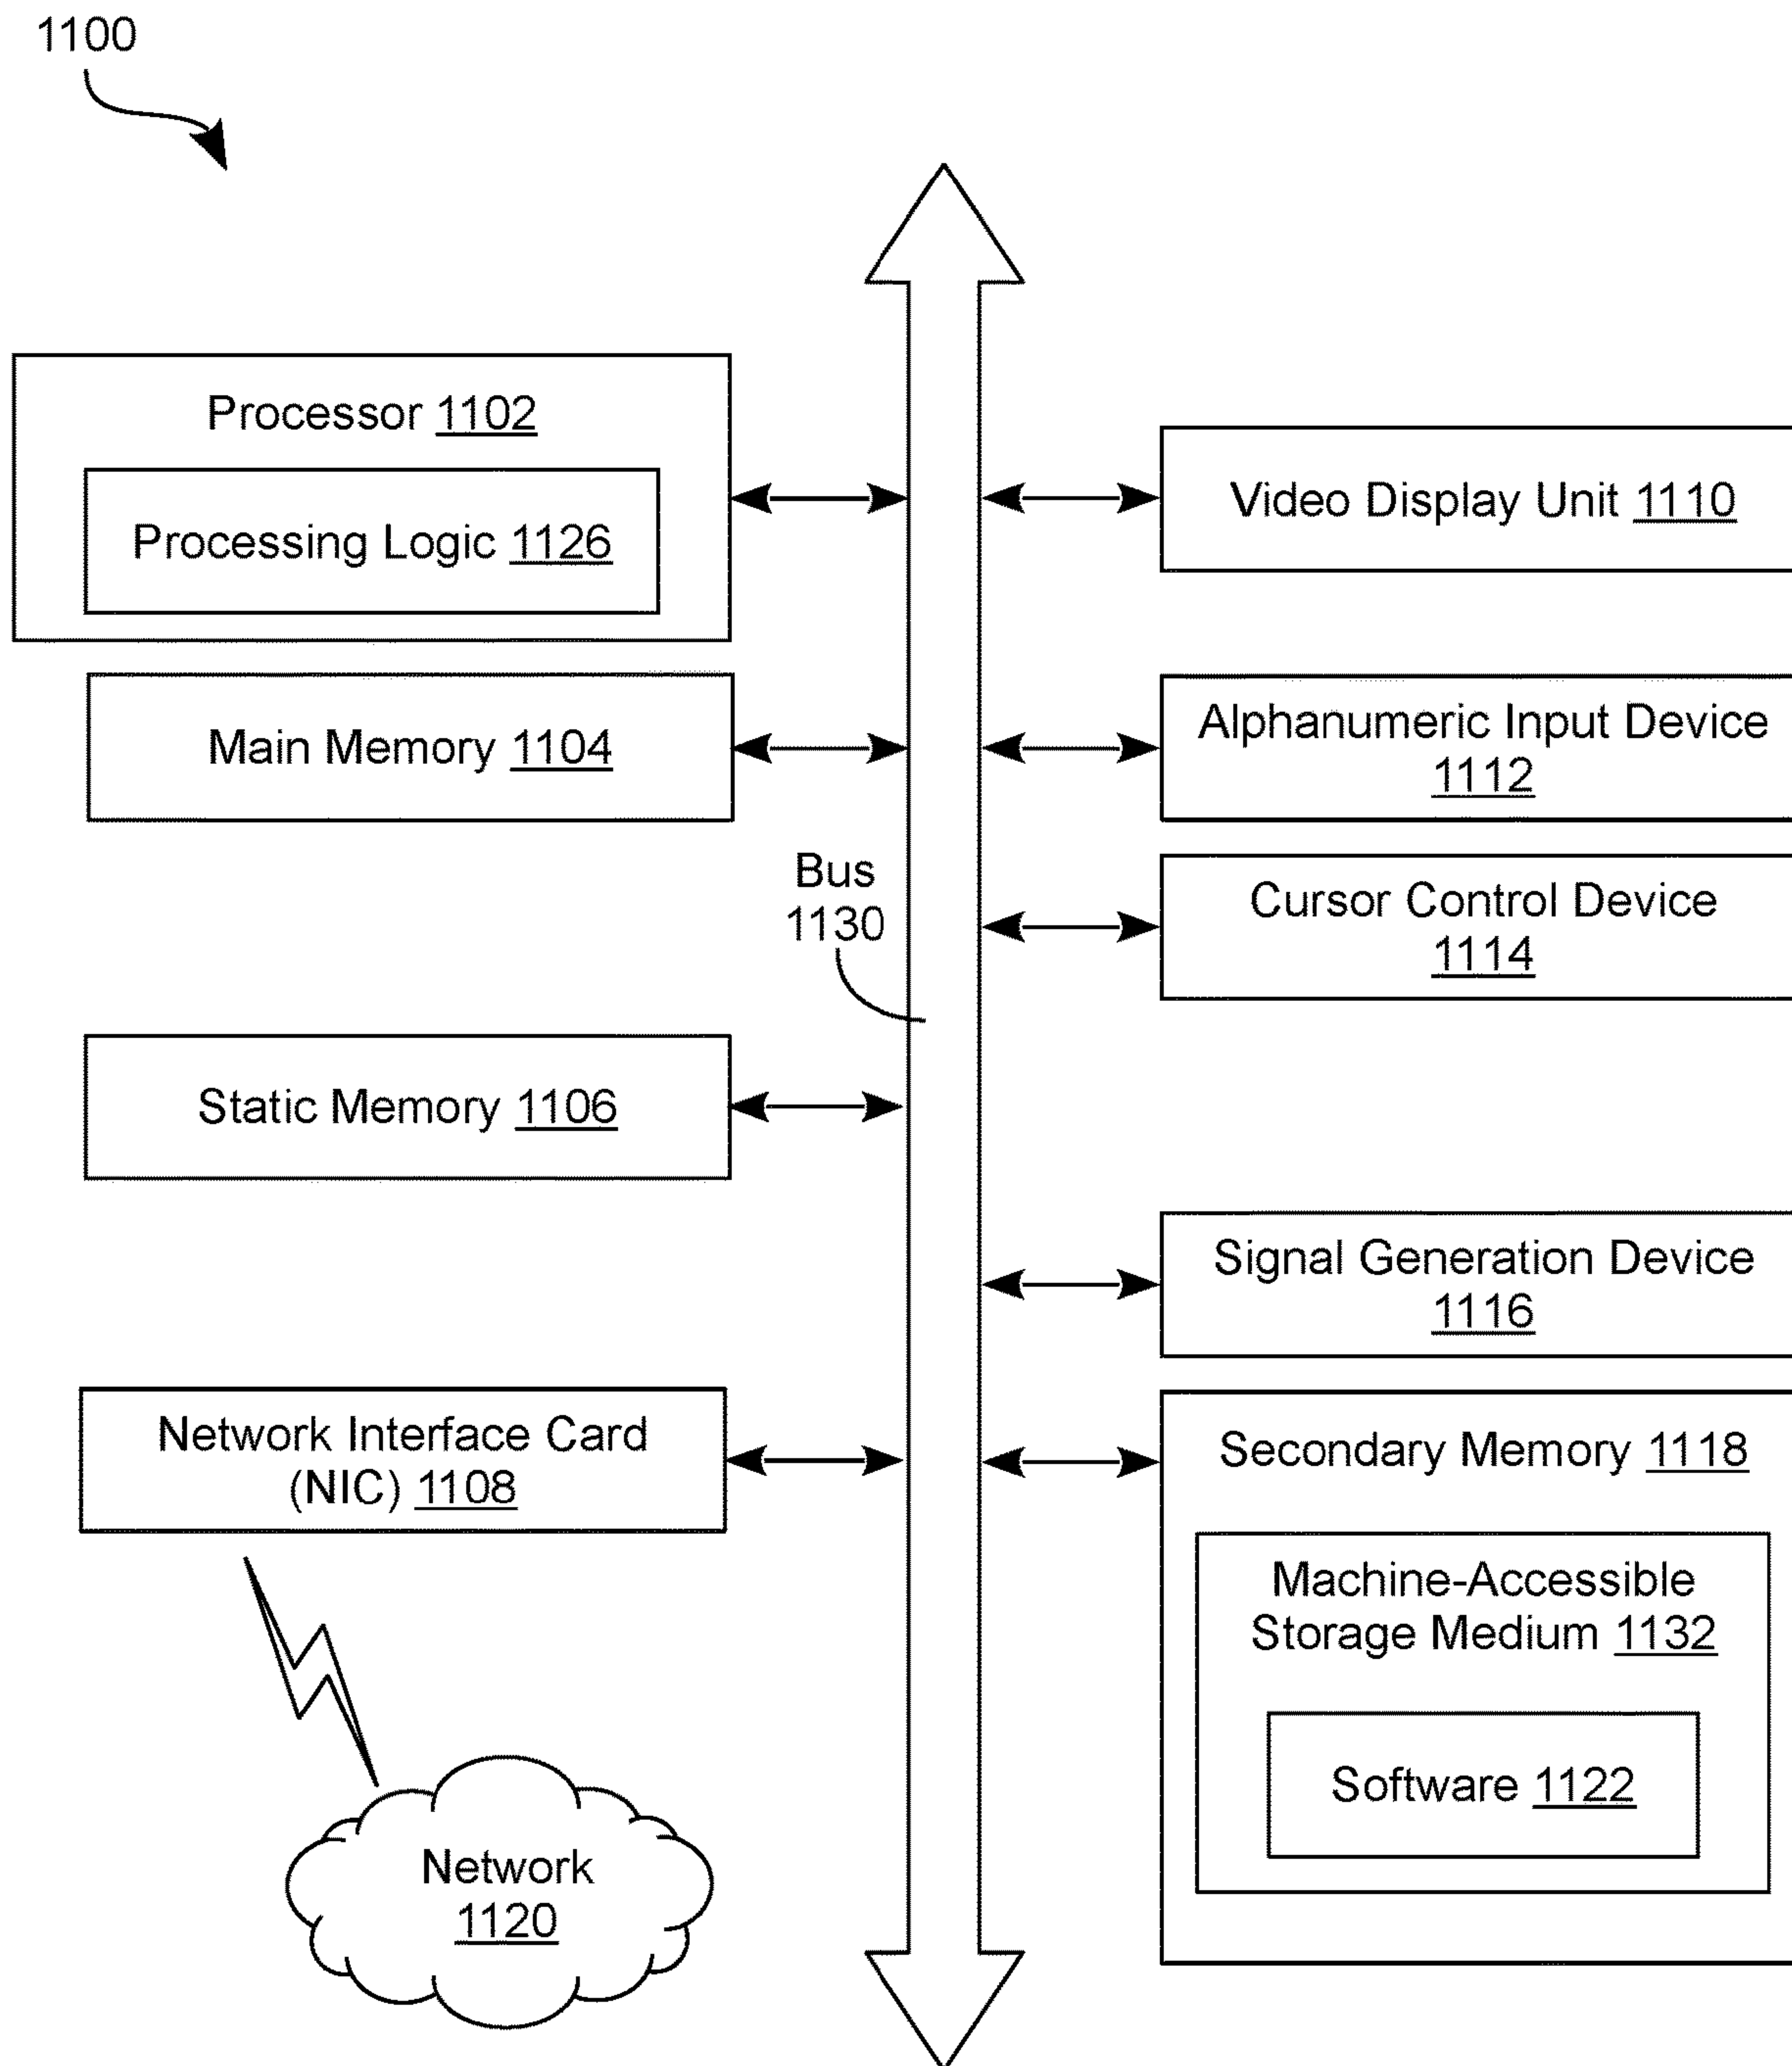 1100
Processor 1102
Processing Logic 1126
Main Memory 1104
Bus
1130
Static Memory 1106
Network Interface Card
(NIC) 1108
Network
1120
Video Display Unit 1110
Alphanumeric Input Device
1112
Cursor Control Device
1114
Signal Generation Device
1116
Secondary Memory 1118
Machine-Accessible
Storage Medium 1132
Software 1122